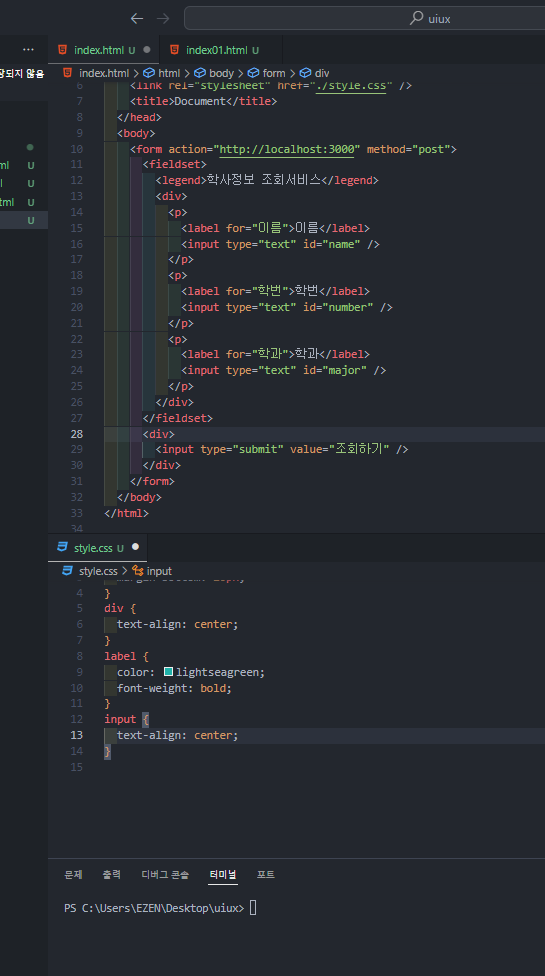 uiux
index.html U
index01.html U
장되지 않음
index.html > html > body > form > div
6 <link rel="stylesheet" href="./style.css" />
7 <title>Document</title>
8 </head>
9 <body>
10 <form action="http://localhost:3000" method="post">
11 <fieldset>
12 <legend>학사정보 조회서비스</legend>
13 <div>
14 <p>
15 <label for="이름">이름</label>
16 <input type="text" id="name" />
17 </p>
18 <p>
19 <label for="학번">학번</label>
20 <input type="text" id="number" />
21 </p>
22 <p>
23 <label for="학과">학과</label>
24 <input type="text" id="major" />
25 </p>
26 </div>
27 </fieldset>
28 <div>
29 <input type="submit" value="조회하기" />
30 </div>
31 </form>
32 </body>
33 </html>
34
ml U
l U
tml U
U
style.css U
style.css > input
4 }
5 div {
6 text-align: center;
7 }
8 label {
9 color: lightseagreen;
10 font-weight: bold;
11 }
12 input {
13 text-align: center;
14 }
15
문제 출력 디버그 콘솔 터미널 포트
PS C:\Users\EZEN\Desktop\uiux>